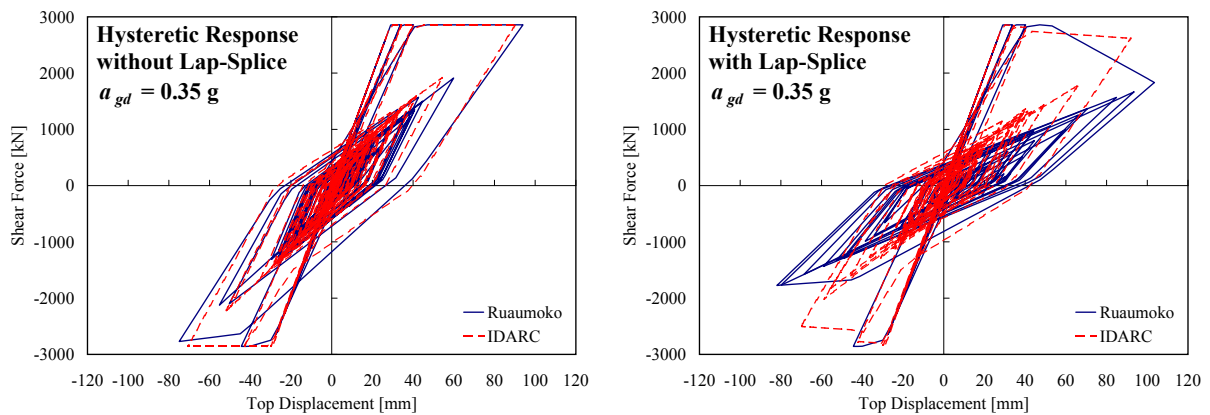 Hysteretic Response
without Lap-Splice
a gd = 0.35 g
3000
2000
1000
0
-1000
-2000
-3000
Shear Force [kN]
-120 -100 -80 -60 -40 -20 0 20 40 60 80 100 120
Top Displacement [mm]
Ruaumoko
IDARC
Hysteretic Response
with Lap-Splice
a gd = 0.35 g
3000
2000
1000
0
-1000
-2000
-3000
Shear Force [kN]
-120 -100 -80 -60 -40 -20 0 20 40 60 80 100 120
Top Displacement [mm]
Ruaumoko
IDARC